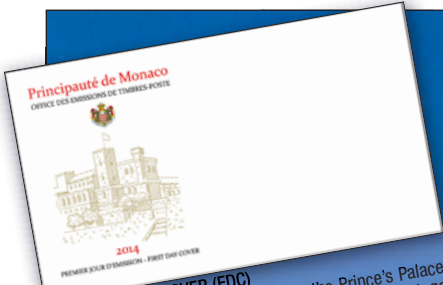 Principauté de Monaco
OFFICE DES EMISSIONS DE TIMBRES-POSTE
2014
PREMIER JOUR D'EMISSION - FIRST DAY COVER
(FDC)
the Prince's Palace